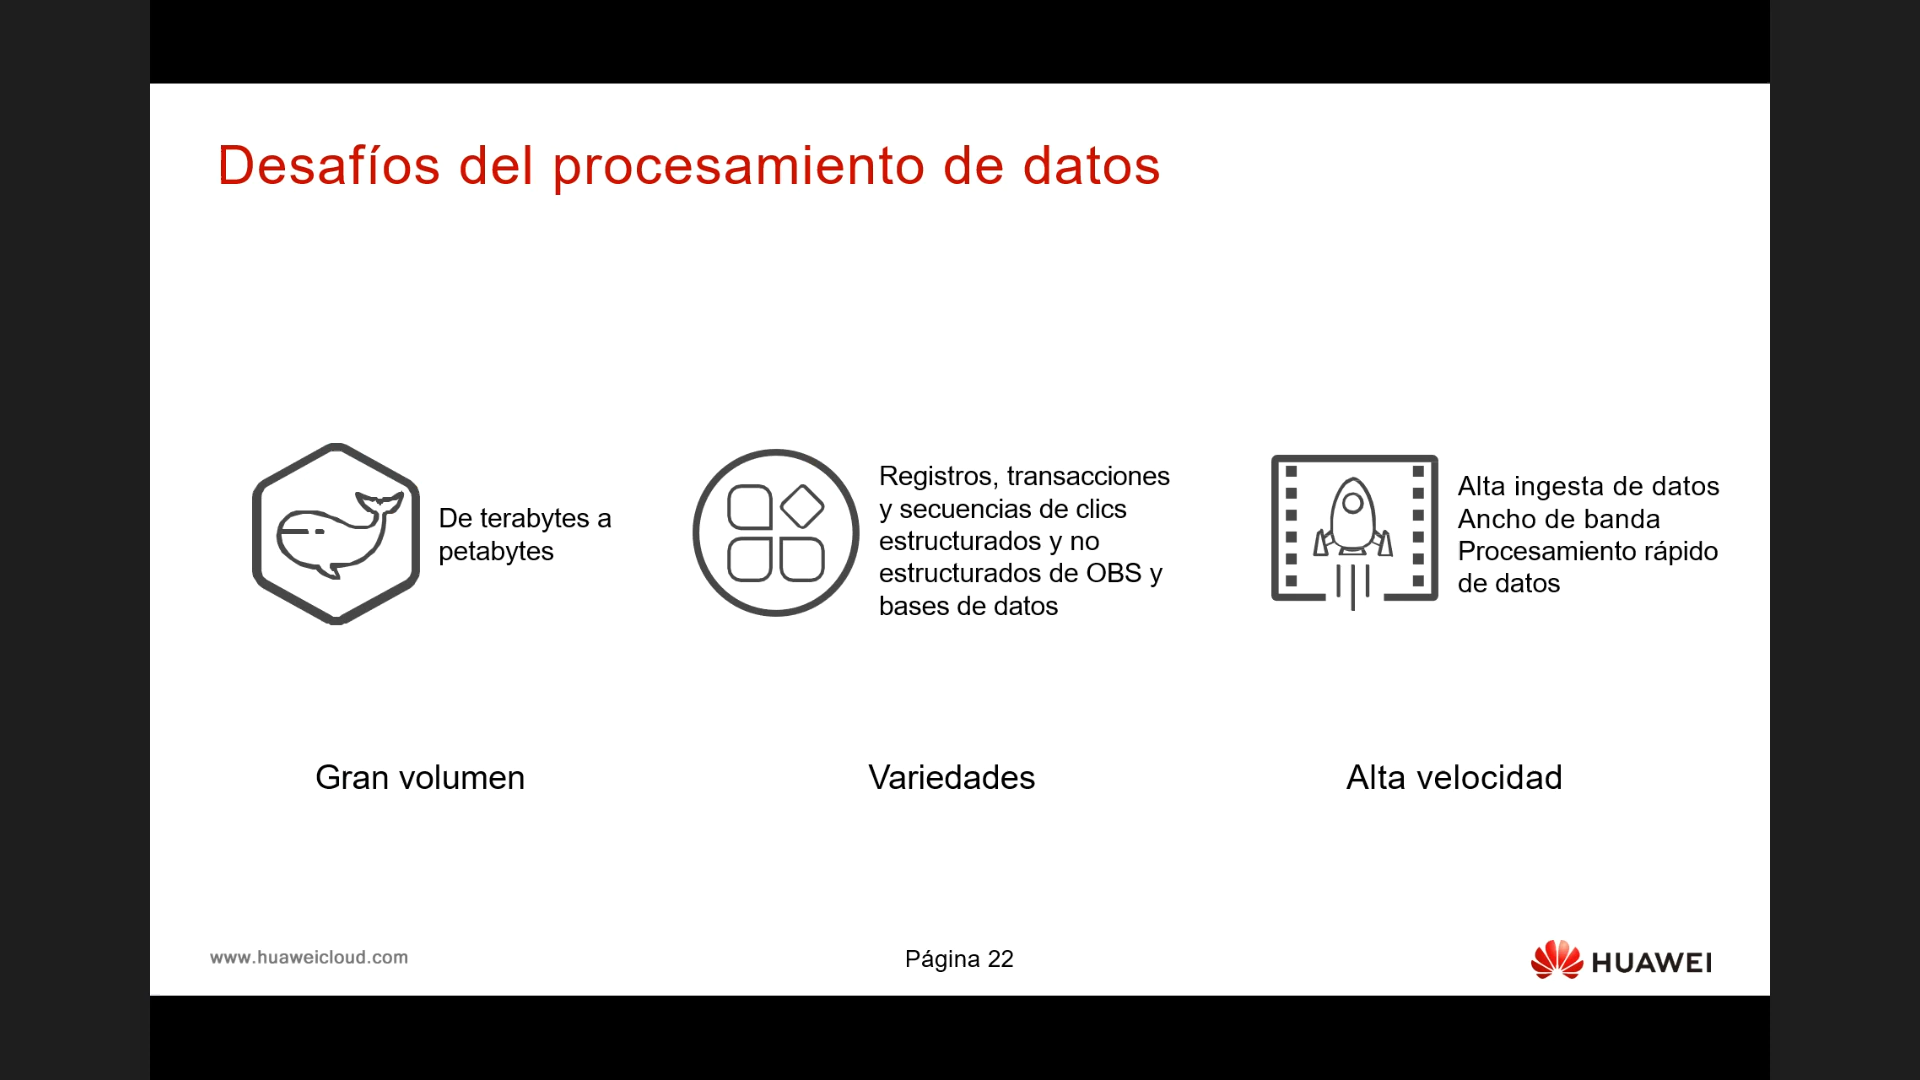 Desafíos del procesamiento de datos
De terabytes a
petabytes
Registros, transacciones
y secuencias de clics
estructurados y no
estructurados de OBS y
bases de datos
Alta ingesta de datos
Ancho de banda
Procesamiento rápido
de datos
Gran volumen
Variedades
Alta velocidad
www.huaweicloud.com
Página 22
HUAWEI